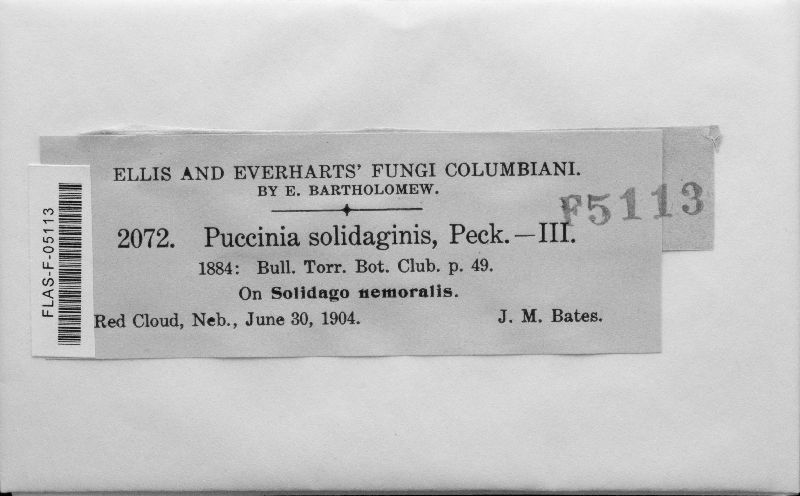 ELLIS AND EVERHARTS' FUNGI COLUMBIANI.
BY E. BARTHOLOMEW.
F5113
2072. Puccinia solidaginis, Peck.—III.
1884: Bull. Torr. Bot. Club. p. 49.
On Solidago nemoralis.
Red Cloud, Neb., June 30, 1904. J. M. Bates.
FLAS-F-05113